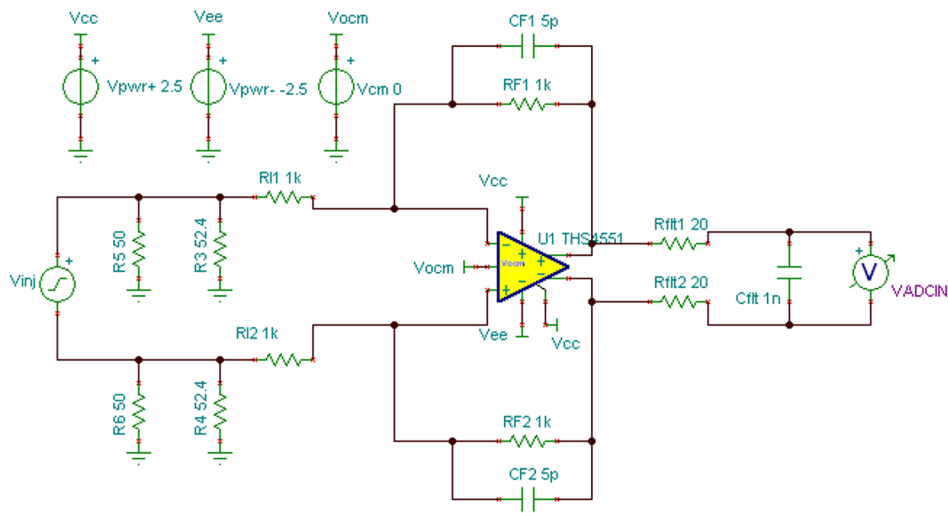 Vcc
Vee
Vocm
Vpwr+ 2.5
Vpwr- -2.5
Vcm 0
CF1 5p
RF1 1k
RI1 1k
R5 50
R3 52.4
Vinj
Vcc
U1 THS4551
Vocm
Vocm
Rflt1 20
Rflt2 20
Cflt 1n
V
VADCIN
RI2 1k
Vee
Vcc
R6 50
R4 52.4
RF2 1k
CF2 5p